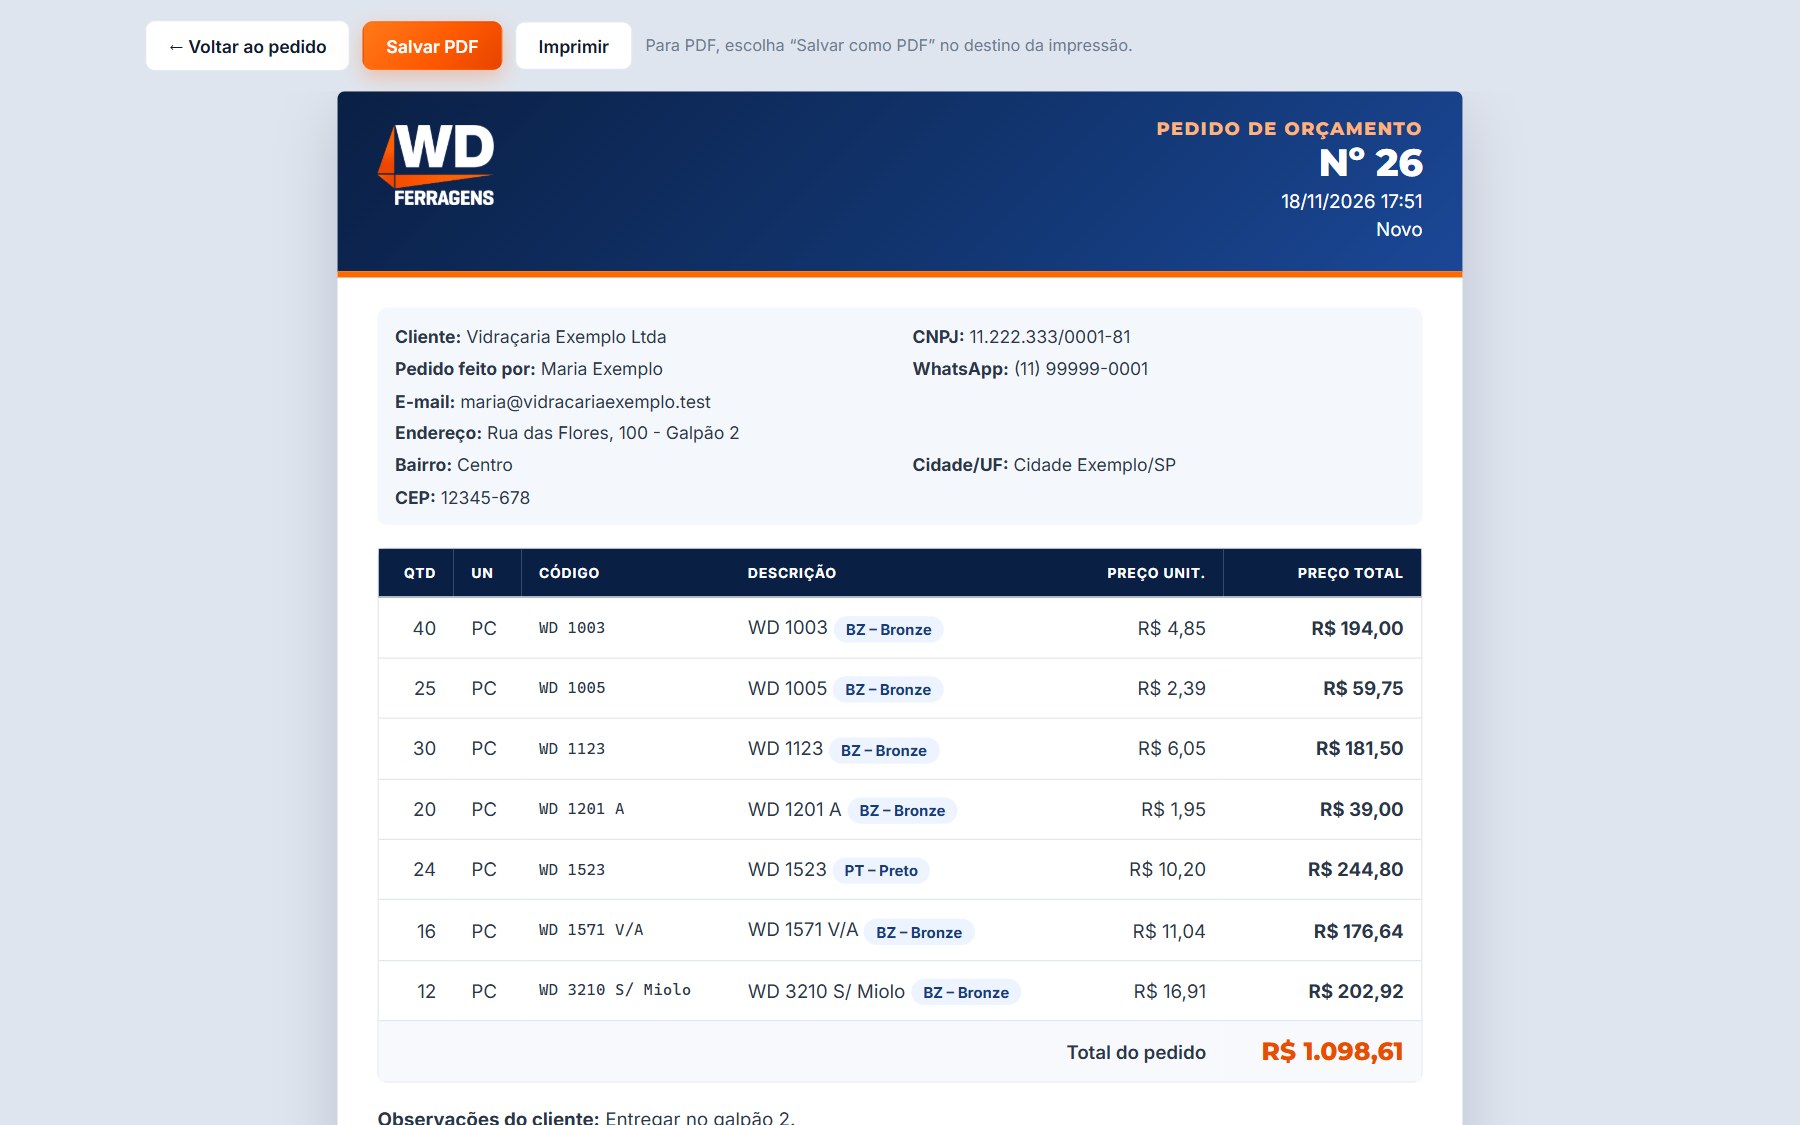 ← Voltar ao pedido Salvar PDF Imprimir Para PDF, escolha “Salvar como PDF” no destino da impressão.
WD
FERRAGENS
PEDIDO DE ORÇAMENTO
Nº 26
18/11/2026 17:51
Novo
Cliente: Vidraçaria Exemplo Ltda CNPJ: 11.222.333/0001-81
Pedido feito por: Maria Exemplo WhatsApp: (11) 99999-0001
E-mail: maria@vidracariaexemplo.test
Endereço: Rua das Flores, 100 - Galpão 2
Bairro: Centro Cidade/UF: Cidade Exemplo/SP
CEP: 12345-678
QTD UN CÓDIGO DESCRIÇÃO PREÇO UNIT. PREÇO TOTAL
40 PC WD 1003 WD 1003 BZ – Bronze R$ 4,85 R$ 194,00
25 PC WD 1005 WD 1005 BZ – Bronze R$ 2,39 R$ 59,75
30 PC WD 1123 WD 1123 BZ – Bronze R$ 6,05 R$ 181,50
20 PC WD 1201 A WD 1201 A BZ – Bronze R$ 1,95 R$ 39,00
24 PC WD 1523 WD 1523 PT – Preto R$ 10,20 R$ 244,80
16 PC WD 1571 V/A WD 1571 V/A BZ – Bronze R$ 11,04 R$ 176,64
12 PC WD 3210 S/ Miolo WD 3210 S/ Miolo BZ – Bronze R$ 16,91 R$ 202,92
Total do pedido R$ 1.098,61
Observações do cliente: Entregar no galpão 2.